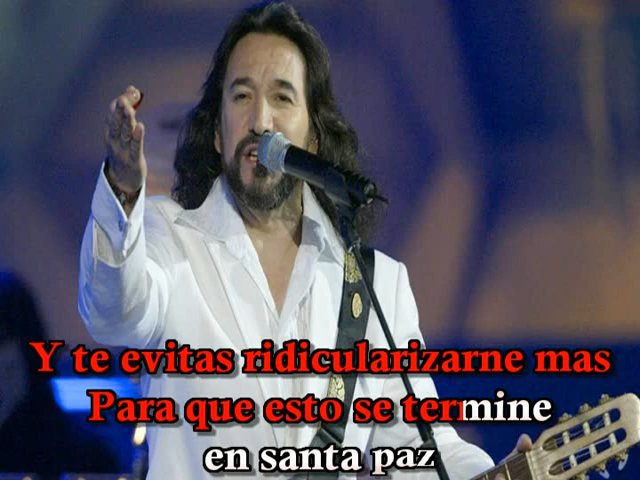 Y te evitas ridicularizarne mas
Para que esto se termine
en santa paz